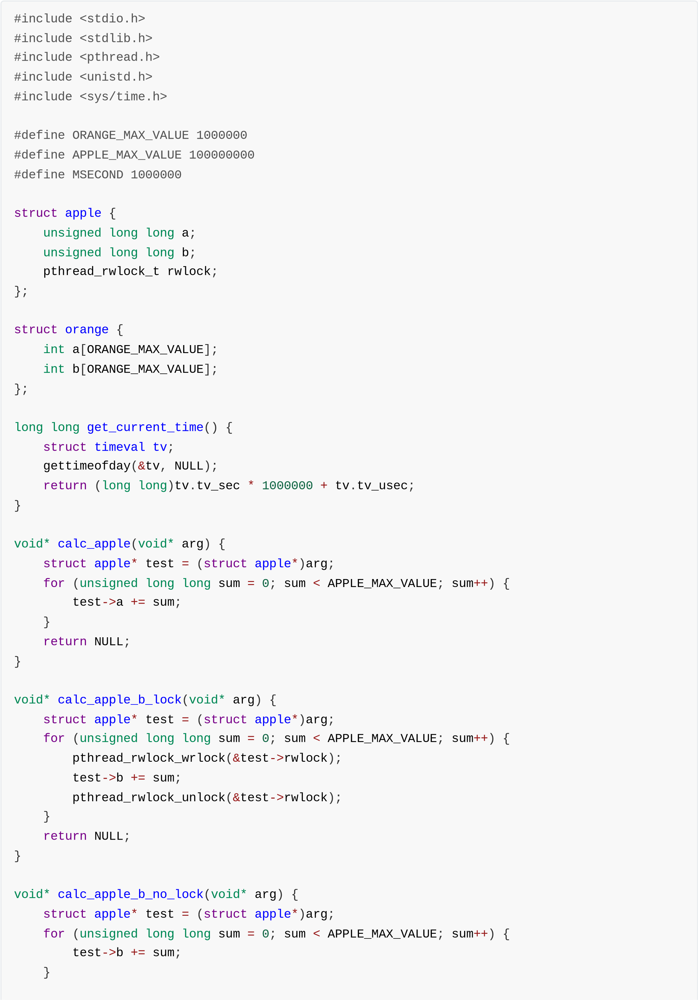 #include <stdio.h>
#include <stdlib.h>
#include <pthread.h>
#include <unistd.h>
#include <sys/time.h>

#define ORANGE_MAX_VALUE 1000000
#define APPLE_MAX_VALUE 100000000
#define MSECOND 1000000

struct apple {
    unsigned long long a;
    unsigned long long b;
    pthread_rwlock_t rwlock;
};

struct orange {
    int a[ORANGE_MAX_VALUE];
    int b[ORANGE_MAX_VALUE];
};

long long get_current_time() {
    struct timeval tv;
    gettimeofday(&tv, NULL);
    return (long long)tv.tv_sec * 1000000 + tv.tv_usec;
}

void* calc_apple(void* arg) {
    struct apple* test = (struct apple*)arg;
    for (unsigned long long sum = 0; sum < APPLE_MAX_VALUE; sum++) {
        test->a += sum;
    }
    return NULL;
}

void* calc_apple_b_lock(void* arg) {
    struct apple* test = (struct apple*)arg;
    for (unsigned long long sum = 0; sum < APPLE_MAX_VALUE; sum++) {
        pthread_rwlock_wrlock(&test->rwlock);
        test->b += sum;
        pthread_rwlock_unlock(&test->rwlock);
    }
    return NULL;
}

void* calc_apple_b_no_lock(void* arg) {
    struct apple* test = (struct apple*)arg;
    for (unsigned long long sum = 0; sum < APPLE_MAX_VALUE; sum++) {
        test->b += sum;
    }